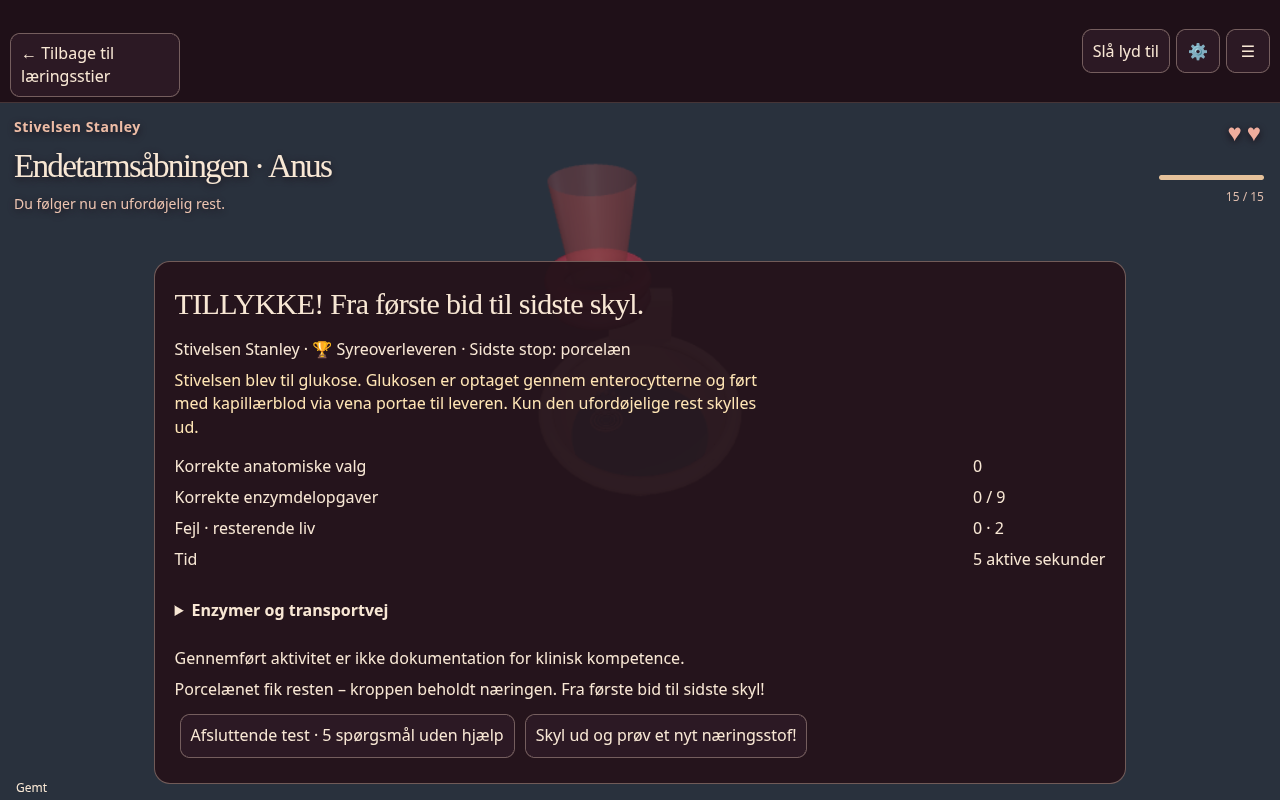 ← Tilbage til
læringsstier
Slå lyd til
⚙️
☰
Stivelsen Stanley
♥ ♥
Endetarmsåbningen · Anus
Du følger nu en ufordøjelig rest.
15 / 15
TILLYKKE! Fra første bid til sidste skyl.
Stivelsen Stanley · 🏆 Syreoverleveren · Sidste stop: porcelæn
Stivelsen blev til glukose. Glukosen er optaget gennem enterocytterne og ført
med kapillærblod via vena portae til leveren. Kun den ufordøjelige rest skylles
ud.
Korrekte anatomiske valg 0
Korrekte enzymdelopgaver 0 / 9
Fejl · resterende liv 0 · 2
Tid 5 aktive sekunder
▶ Enzymer og transportvej
Gennemført aktivitet er ikke dokumentation for klinisk kompetence.
Porcelænet fik resten – kroppen beholdt næringen. Fra første bid til sidste skyl!
Afsluttende test · 5 spørgsmål uden hjælp
Skyl ud og prøv et nyt næringsstof!
Gemt